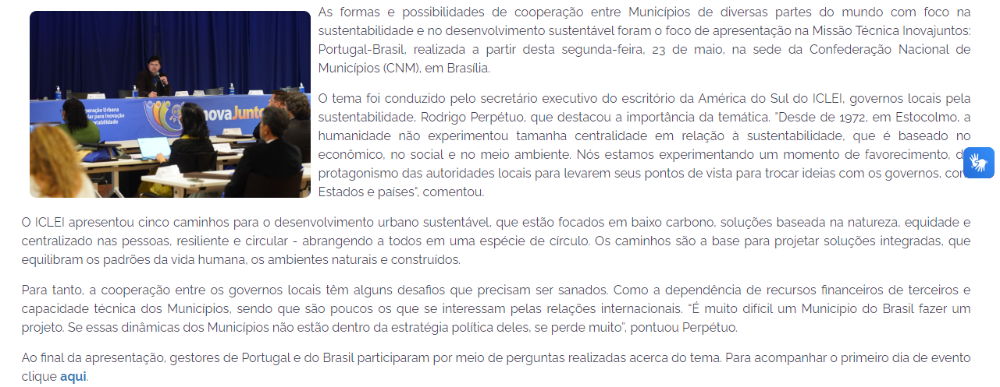 As formas e possibilidades de cooperação entre Municípios de diversas partes do mundo com foco na
sustentabilidade e no desenvolvimento sustentável foram o foco de apresentação na Missão Técnica Inovajuntos:
Portugal-Brasil, realizada a partir desta segunda-feira, 23 de maio, na sede da Confederação Nacional de
Municípios (CNM), em Brasília.
O tema foi conduzido pelo secretário executivo do escritório da América do Sul do ICLEI, governos locais pela
sustentabilidade, Rodrigo Perpétuo, que destacou a importância da temática. "Desde de 1972, em Estocolmo, a
humanidade não experimentou tamanha centralidade em relação à sustentabilidade, que é baseado no
econômico, no social e no meio ambiente. Nós estamos experimentando um momento de favorecimento,
protagonismo das autoridades locais para levarem seus pontos de vista para trocar ideias com os governos,
Estados e países", comentou.
O ICLEI apresentou cinco caminhos para o desenvolvimento urbano sustentável, que estão focados em baixo carbono, soluções baseada na natureza, equidade e
centralizado nas pessoas, resiliente e circular - abrangendo a todos em uma espécie de círculo. Os caminhos são a base para projetar soluções integradas, que
equilibram os padrões da vida humana, os ambientes naturais e construídos.
Para tanto, a cooperação entre os governos locais têm alguns desafios que precisam ser sanados. Como a dependência de recursos financeiros de terceiros e
capacidade técnica dos Municípios, sendo que são poucos os que se interessam pelas relações internacionais. "É muito difícil um Município do Brasil fazer um
projeto. Se essas dinâmicas dos Municípios não estão dentro da estratégia política deles, se perde muito”, pontuou Perpétuo.
Ao final da apresentação, gestores de Portugal e do Brasil participaram por meio de perguntas realizadas acerca do tema. Para acompanhar o primeiro dia de evento
clique aqui.
operação Urbana
lar para Inovação
tentabilidade
novaJunto